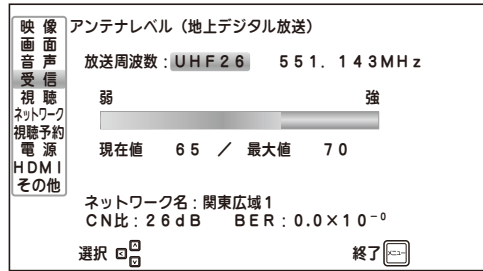 映 像
画 面
音 声
受 信
視 聴
ネットワーク
視聴予約
電 源
HDMI
その他
アンテナレベル（地上デジタル放送）
放送周波数：UHF26 551．143MHz
弱 強
現在値 65 ／ 最大値 70
ネットワーク名：関東広域1
CN比：26dB BER：0.0×10⁻⁰
選択 終了 メニュー